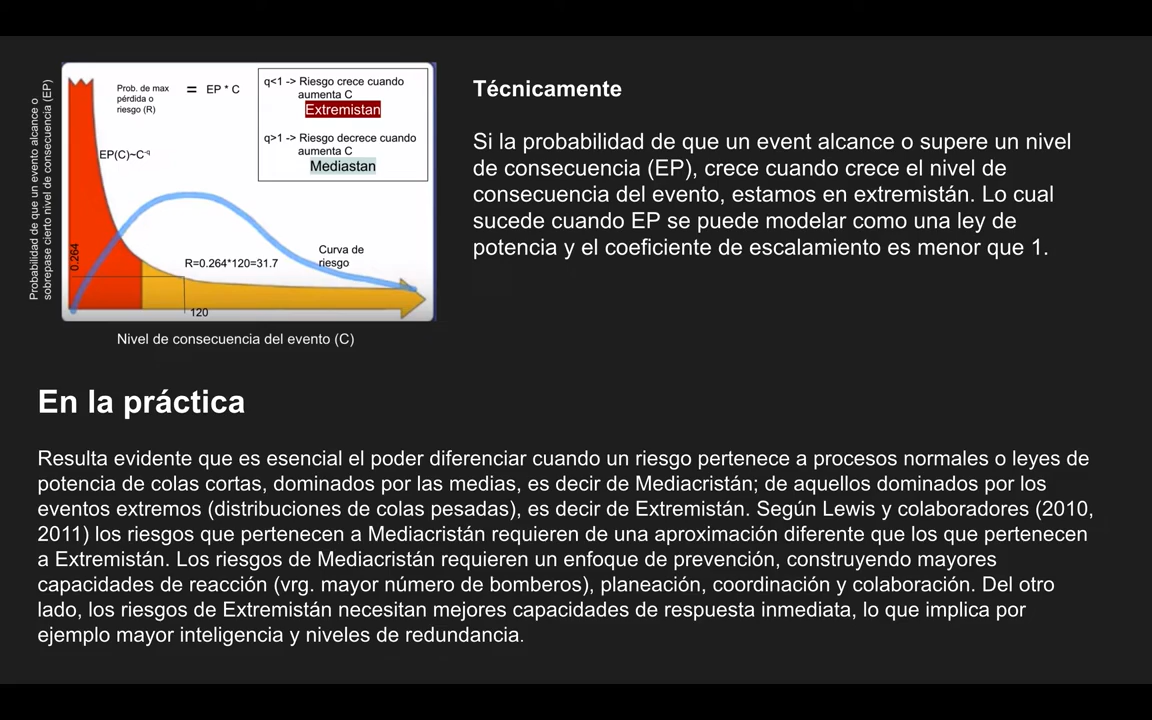 Probabilidad de que un evento alcance o
sobrepase cierto nivel de consecuencia (EP)
Prob. de max
pérdida o
riesgo (R)
= EP * C
q<1 -> Riesgo crece cuando
aumenta C
Extremistan
q>1 -> Riesgo decrece cuando
aumenta C
Mediastan
EP(C)~C-q
0.264
R=0.264*120=31.7
Curva de
riesgo
120
Nivel de consecuencia del evento (C)
Técnicamente
Si la probabilidad de que un event alcance o supere un nivel
de consecuencia (EP), crece cuando crece el nivel de
consecuencia del evento, estamos en extremistán. Lo cual
sucede cuando EP se puede modelar como una ley de
potencia y el coeficiente de escalamiento es menor que 1.
En la práctica
Resulta evidente que es esencial el poder diferenciar cuando un riesgo pertenece a procesos normales o leyes de
potencia de colas cortas, dominados por las medias, es decir de Mediacristán; de aquellos dominados por los
eventos extremos (distribuciones de colas pesadas), es decir de Extremistán. Según Lewis y colaboradores (2010,
2011) los riesgos que pertenecen a Mediacristán requieren de una aproximación diferente que los que pertenecen
a Extremistán. Los riesgos de Mediacristán requieren un enfoque de prevención, construyendo mayores
capacidades de reacción (vrg. mayor número de bomberos), planeación, coordinación y colaboración. Del otro
lado, los riesgos de Extremistán necesitan mejores capacidades de respuesta inmediata, lo que implica por
ejemplo mayor inteligencia y niveles de redundancia.